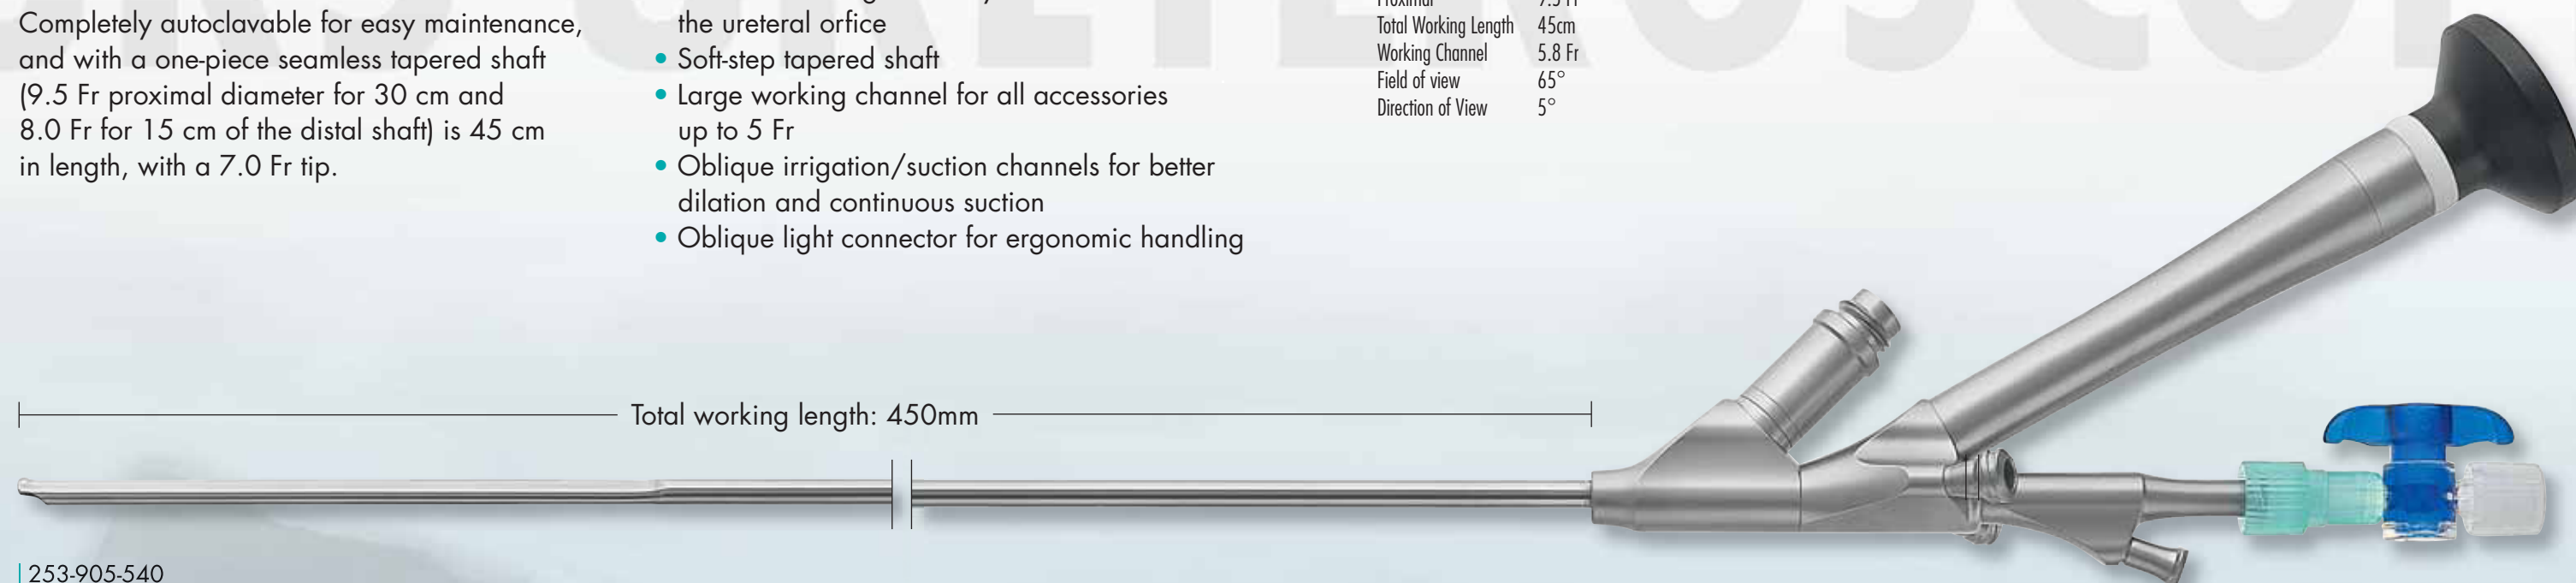 Completely autoclavable for easy maintenance,
and with a one-piece seamless tapered shaft
(9.5 Fr proximal diameter for 30 cm and
8.0 Fr for 15 cm of the distal shaft) is 45 cm
in length, with a 7.0 Fr tip.
the ureteral orifice
• Soft-step tapered shaft
• Large working channel for all accessories
up to 5 Fr
• Oblique irrigation/suction channels for better
dilation and continuous suction
• Oblique light connector for ergonomic handling
Proximal 9.5 Fr
Total Working Length 45cm
Working Channel 5.8 Fr
Field of view 65°
Direction of View 5°
Total working length: 450mm
253-905-540